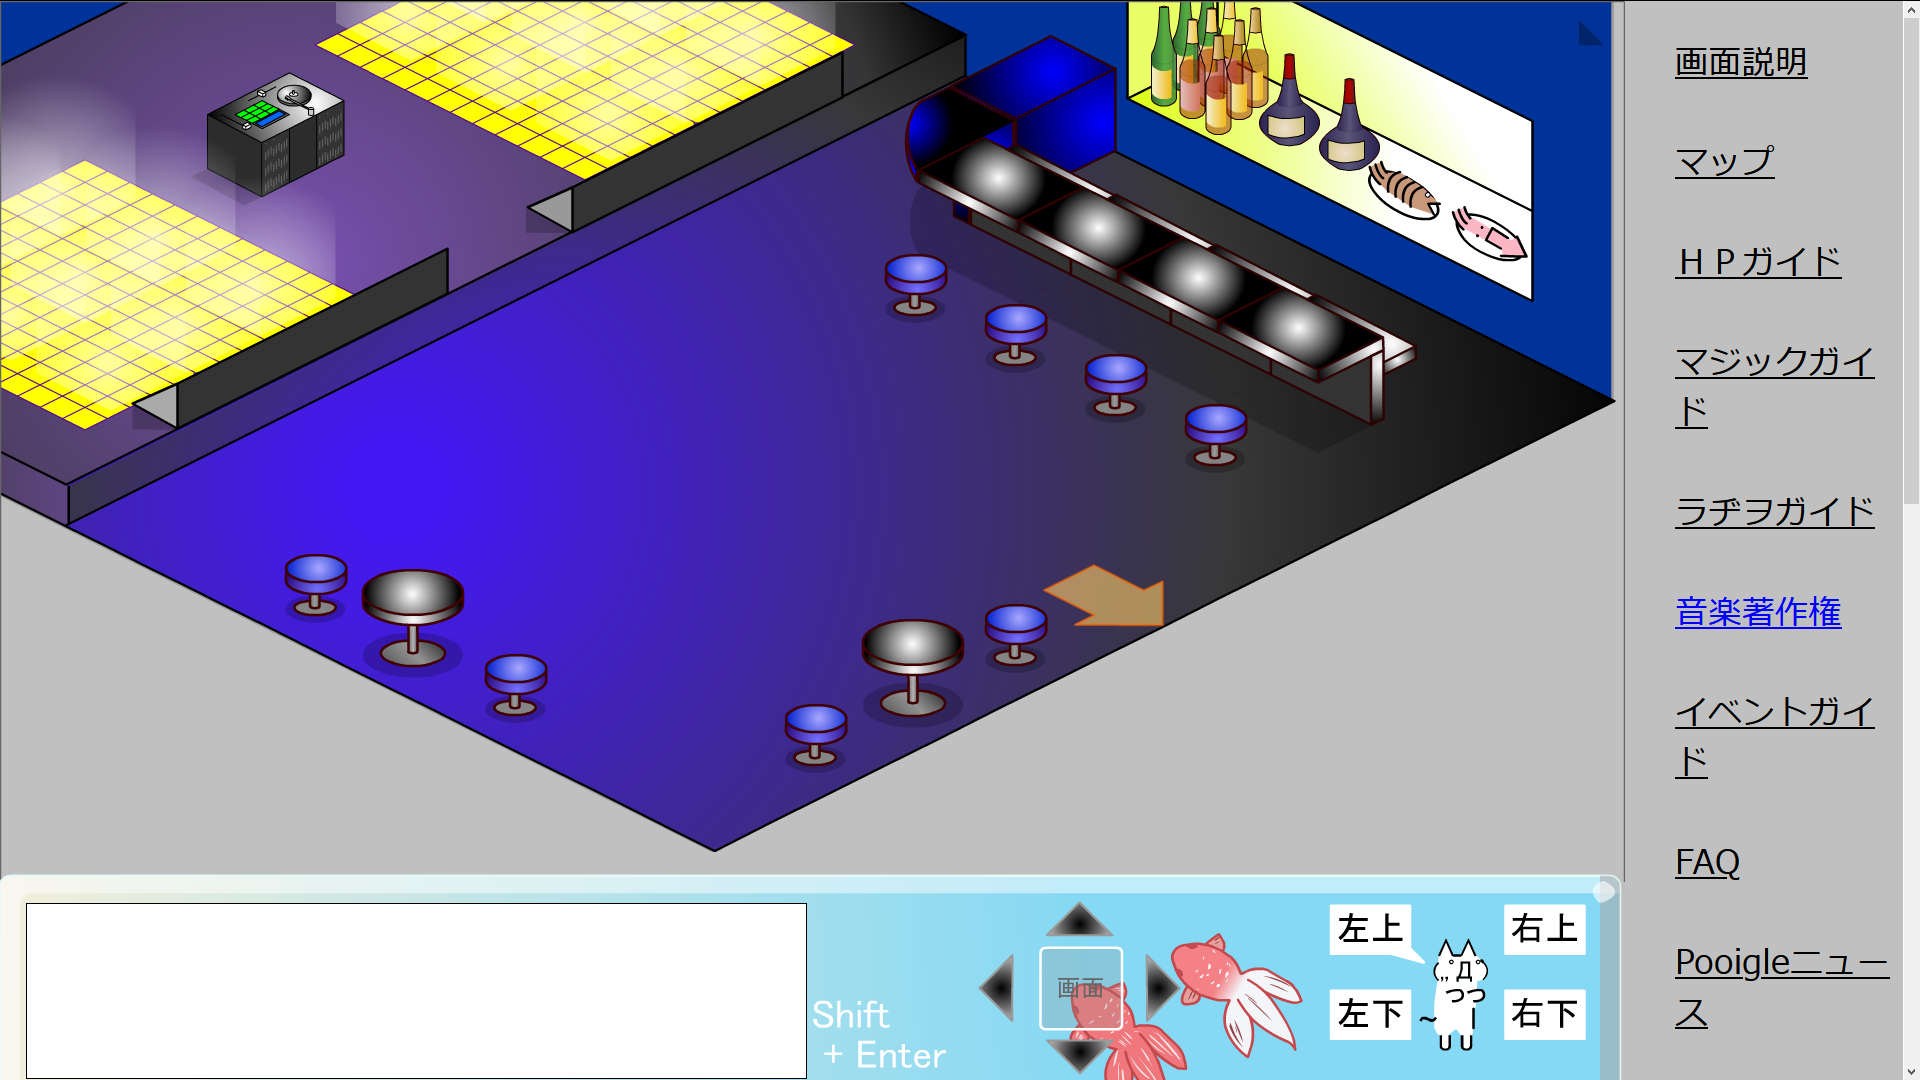 画面説明
マップ
ＨＰガイド
マジックガイ
ド
ラヂヲガイド
音楽著作権
イベントガイ
ド
FAQ
Pooigleニュー
ス
Shift
+ Enter
画面
左上
右上
左下
右下